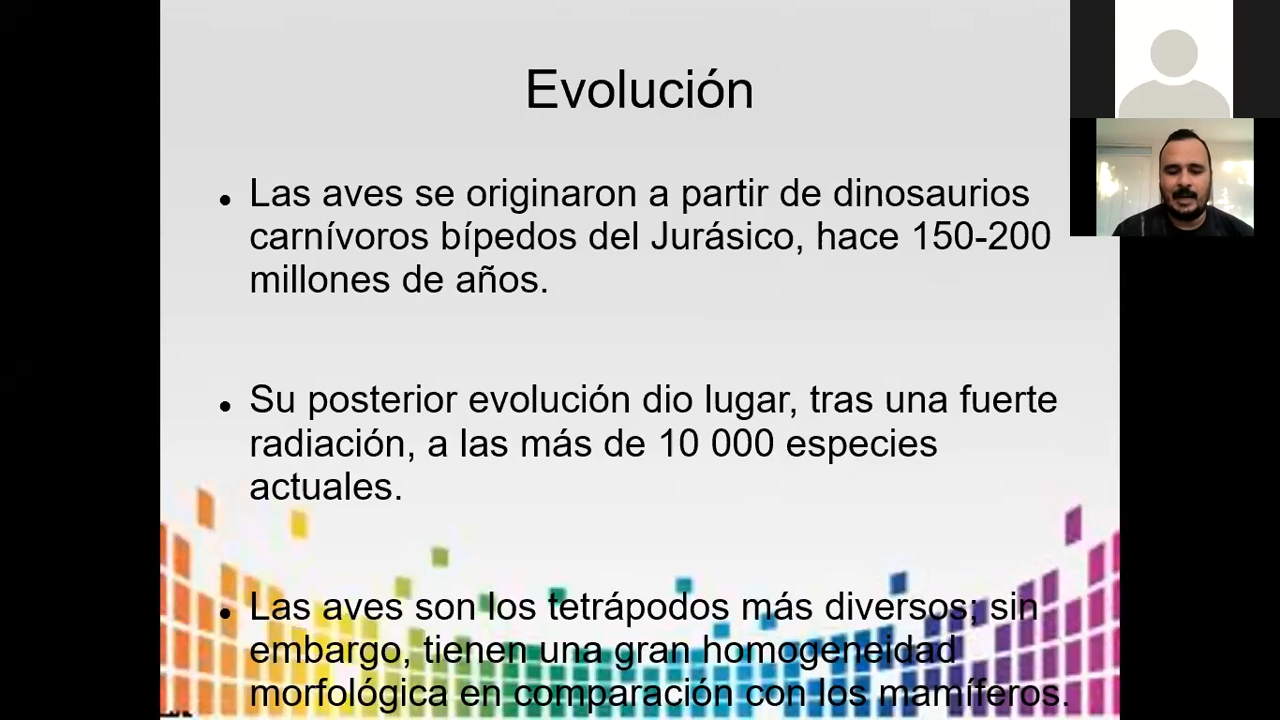 Evolución
Las aves se originaron a partir de dinosaurios
carnívoros bípedos del Jurásico, hace 150-200
millones de años.
Su posterior evolución dio lugar, tras una fuerte
radiación, a las más de 10 000 especies
actuales.
Las aves son los tetrápodos más diversos; sin
embargo, tienen una gran homogeneidad
morfológica en comparación con los mamíferos.